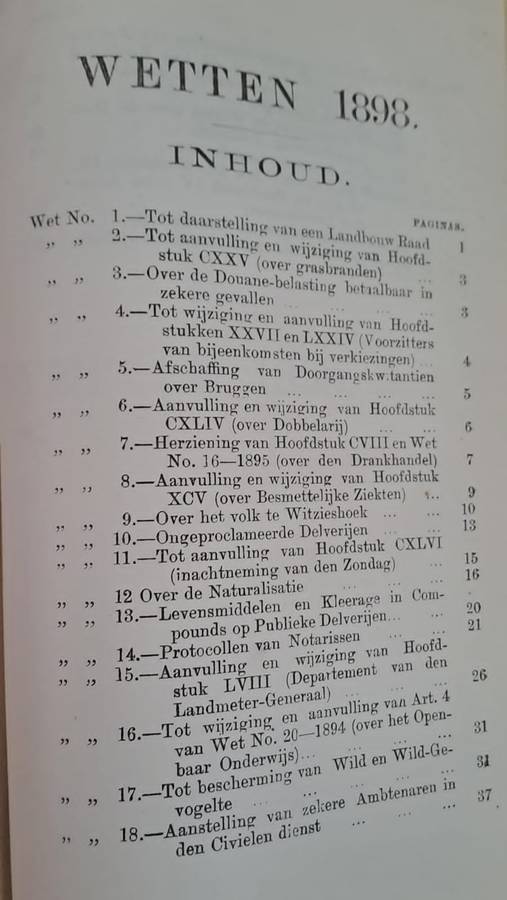 WETTEN 1898.
INHOUD.
PAGINAS.
Wet No. 1.—Tot daarstelling van een Landbouw Raad 1
„ „ 2.—Tot aanvulling en wijziging van Hoofd-
stuk CXXV (over grasbranden) ... 3
„ „ 3.—Over de Douane-belasting betaalbaar in
zekere gevallen ... ... ... 3
„ „ 4.—Tot wijziging en aanvulling van Hoofd-
stukken XXVII en LXXIV (Voorzitters
van bijeenkomsten bij verkiezingen) ... 4
„ „ 5.—Afschaffing van Doorgangskwitantien
over Bruggen ... ... ... ... 5
„ „ 6.—Aanvulling en wijziging van Hoofdstuk
CXLIV (over Dobbelarij) ... ... 6
„ „ 7.—Herziening van Hoofdstuk CVIII en Wet
No. 16—1895 (over den Drankhandel) 7
„ „ 8.—Aanvulling en wijziging van Hoofdstuk
XCV (over Besmettelijke Ziekten) ... 9
„ „ 9.—Over het volk te Witzieshoek ... ... 10
„ „ 10.—Ongeproclameerde Delverijen ... ... 13
„ „ 11.—Tot aanvulling van Hoofdstuk CXLVI
(inachtneming van den Zondag) ... 15
„ „ 12 Over de Naturalisatie ... ... 16
„ „ 13.—Levensmiddelen en Kleerage in Com-
pounds op Publieke Delverijen... ... 20
„ „ 14.—Protocollen van Notarissen ... ... 21
„ „ 15.—Aanvulling en wijziging van Hoofd-
stuk LVIII (Departement van den
Landmeter-Generaal) ... ... ... 26
„ „ 16.—Tot wijziging en aanvulling van Art. 4
van Wet No. 20—1894 (over het Open-
baar Onderwijs)... ... ... ... 31
„ „ 17.—Tot bescherming van Wild en Wild-Ge-
vogelte ... ... ... ... ... 31
„ „ 18.—Aanstelling van zekere Ambtenaren in
den Civielen dienst ... ... ... 37